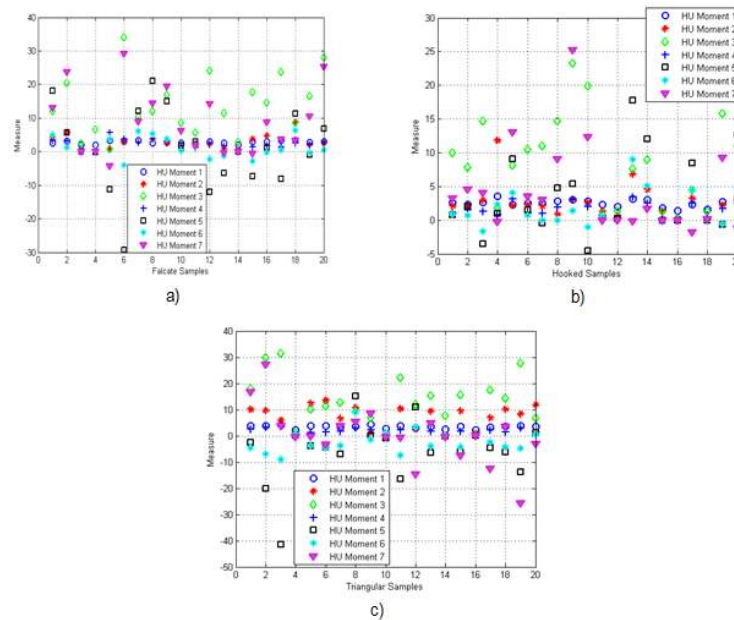 40
30
20
10
0
-10
-20
-30
Measure
0 2 4 6 8 10 12 14 16 18 20
Falcate Samples
HU Moment 1
HU Moment 2
HU Moment 3
HU Moment 4
HU Moment 5
HU Moment 6
HU Moment 7
a)
30
25
20
15
10
5
0
-5
Measure
0 2 4 6 8 10 12 14 16 18
Hooked Samples
HU Moment 1
HU Moment 2
HU Moment 3
HU Moment 4
HU Moment 5
HU Moment 6
HU Moment 7
b)
40
30
20
10
0
-10
-20
-30
-40
-50
Measure
0 2 4 6 8 10 12 14 16 18 20
Triangular Samples
HU Moment 1
HU Moment 2
HU Moment 3
HU Moment 4
HU Moment 5
HU Moment 6
HU Moment 7
c)